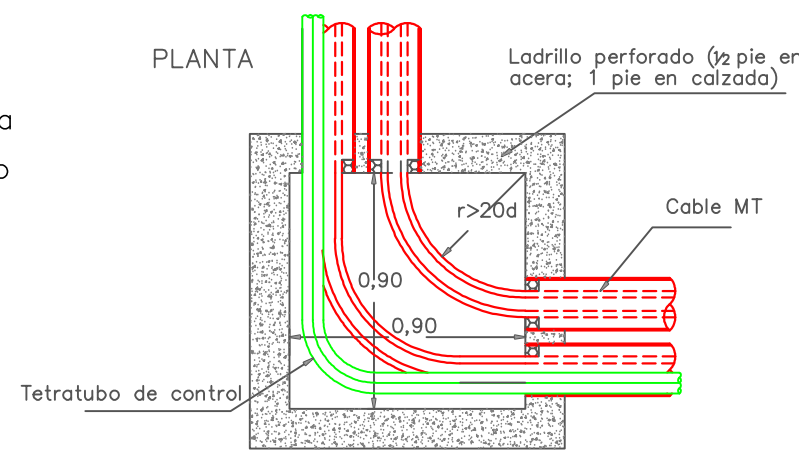 PLANTA
Ladrillo perforado (½ pie en
acera; 1 pie en calzada)
a
o
r>20d
Cable MT
0,90
0,90
Tetratubo de control